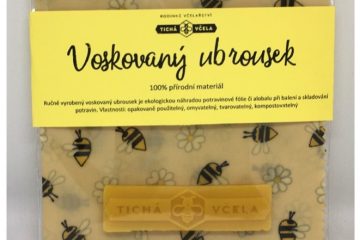 RODINNÉ VČELAŘSTVÍ
TICHÁ VČELA
Voskovaný ubrousek
100% přírodní materiál
Ručně vyrobený voskovaný ubrousek je ekologickou náhradou potravinové fólie či alobalu při balení a skladování
potravin. Vlastnosti: opakovaně použitelný, omyvatelný, tvarovatelný, kompostovatelný
TICHÁ VČELA